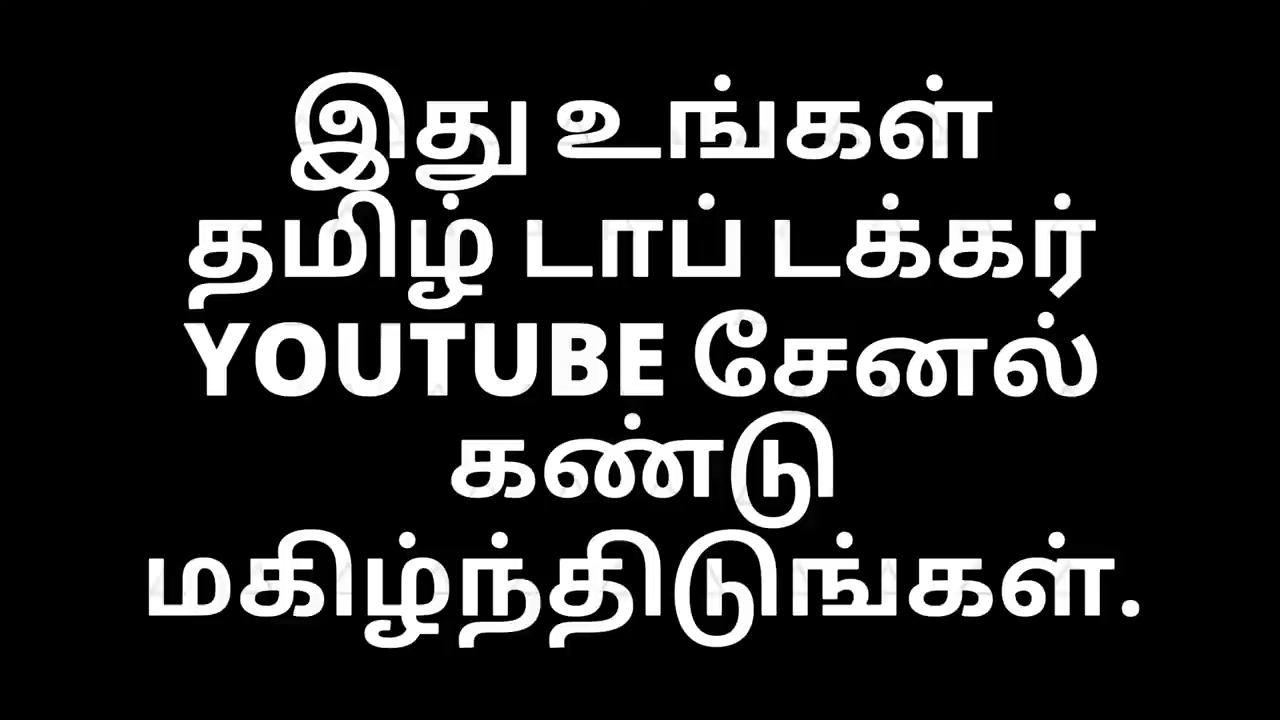 இது உங்கள்
தமிழ் டாப் டக்கர்
YOUTUBE சேனல்
கண்டு
மகிழ்ந்திடுங்கள்.